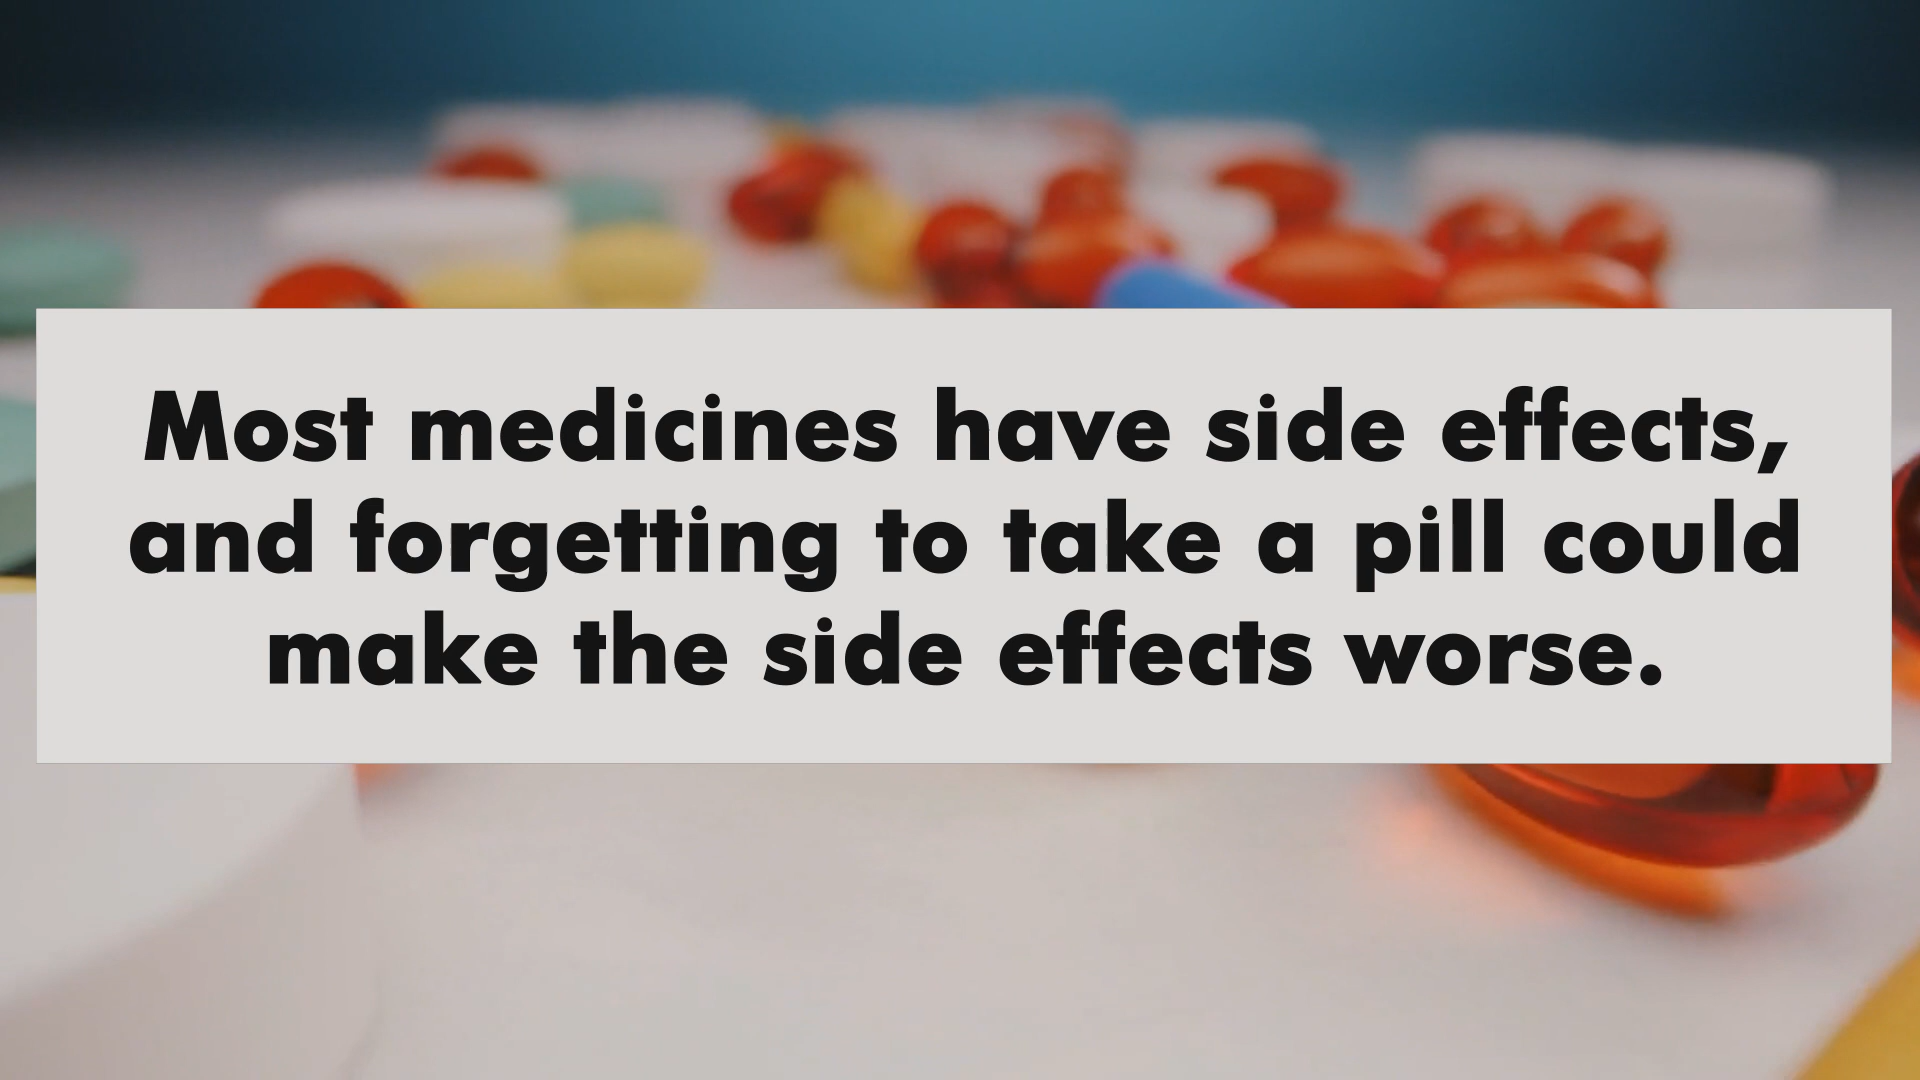 Most medicines have side effects,
and forgetting to take a pill could
make the side effects worse.